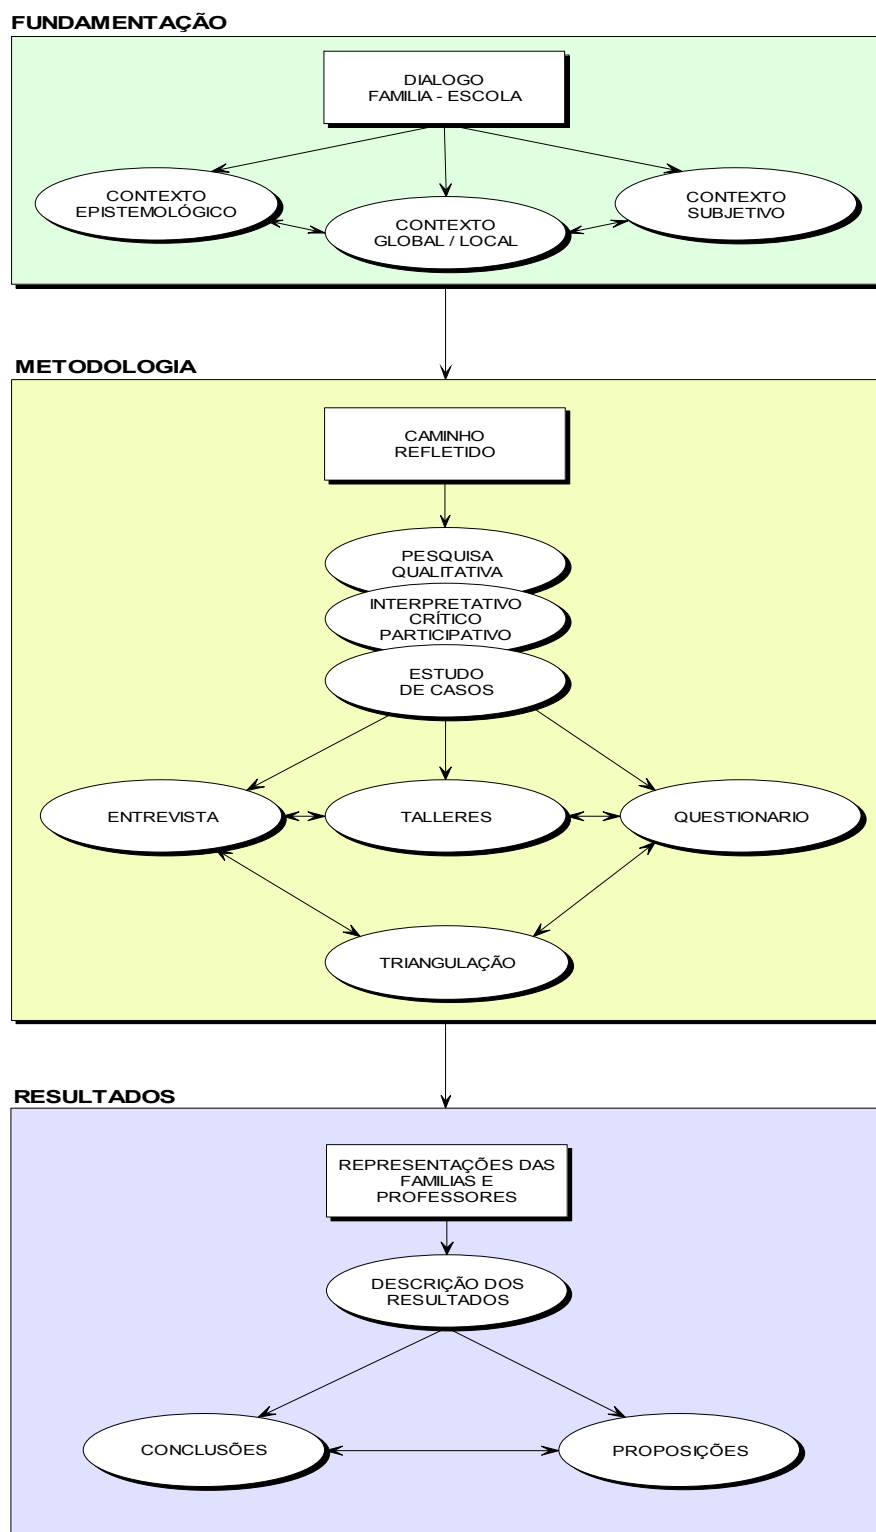 FUNDAMENTAÇÃO
DIALOGO
FAMILIA - ESCOLA
CONTEXTO
EPISTEMOLÓGICO
CONTEXTO
GLOBAL / LOCAL
CONTEXTO
SUBJETIVO
METODOLOGIA
CAMINHO
REFLETIDO
PESQUISA
QUALITATIVA
INTERPRETATIVO
CRÍTICO
PARTICIPATIVO
ESTUDO
DE CASOS
ENTREVISTA
TALLERES
QUESTIONARIO
TRIANGULAÇÃO
RESULTADOS
REPRESENTAÇÕES DAS
FAMILIAS E
PROFESSORES
DESCRIÇÃO DOS
RESULTADOS
CONCLUSÕES
PROPOSIÇÕES